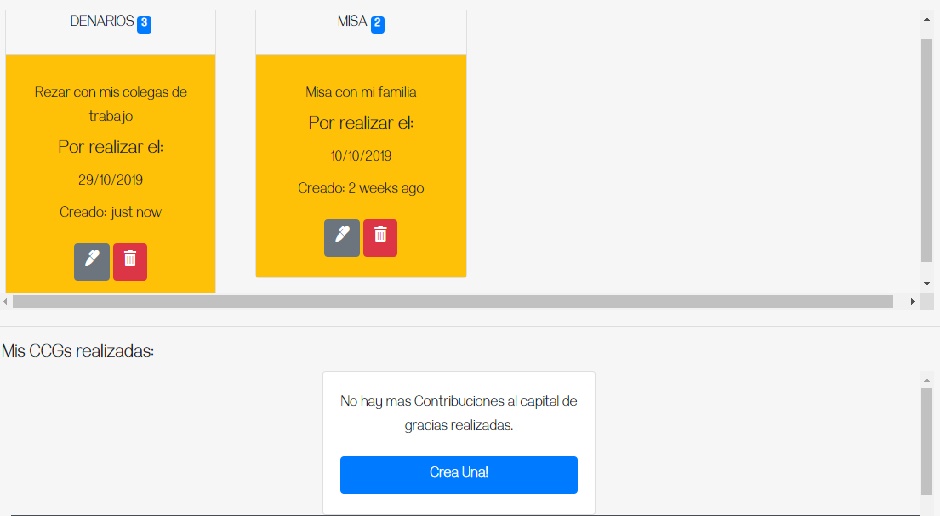 DENARIOS 3
Rezar con mis colegas de
trabajo
Por realizar el:
29/10/2019
Creado: just now
MISA 2
Misa con mi familia
Por realizar el:
10/10/2019
Creado: 2 weeks ago
Mis CCGs realizadas:
No hay mas Contribuciones al capital de
gracias realizadas.
Crea Una!